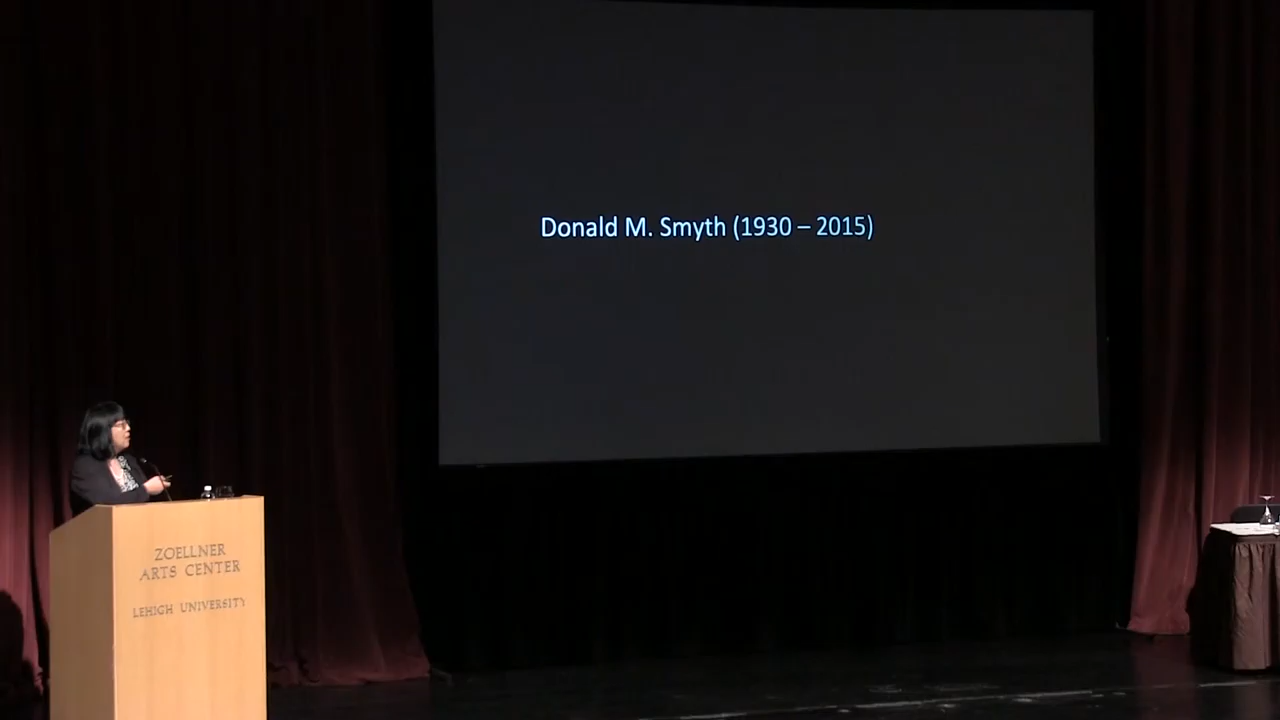 Donald M. Smyth (1930 – 2015)
ZOELLNER
ARTS CENTER
LEHIGH UNIVERSITY